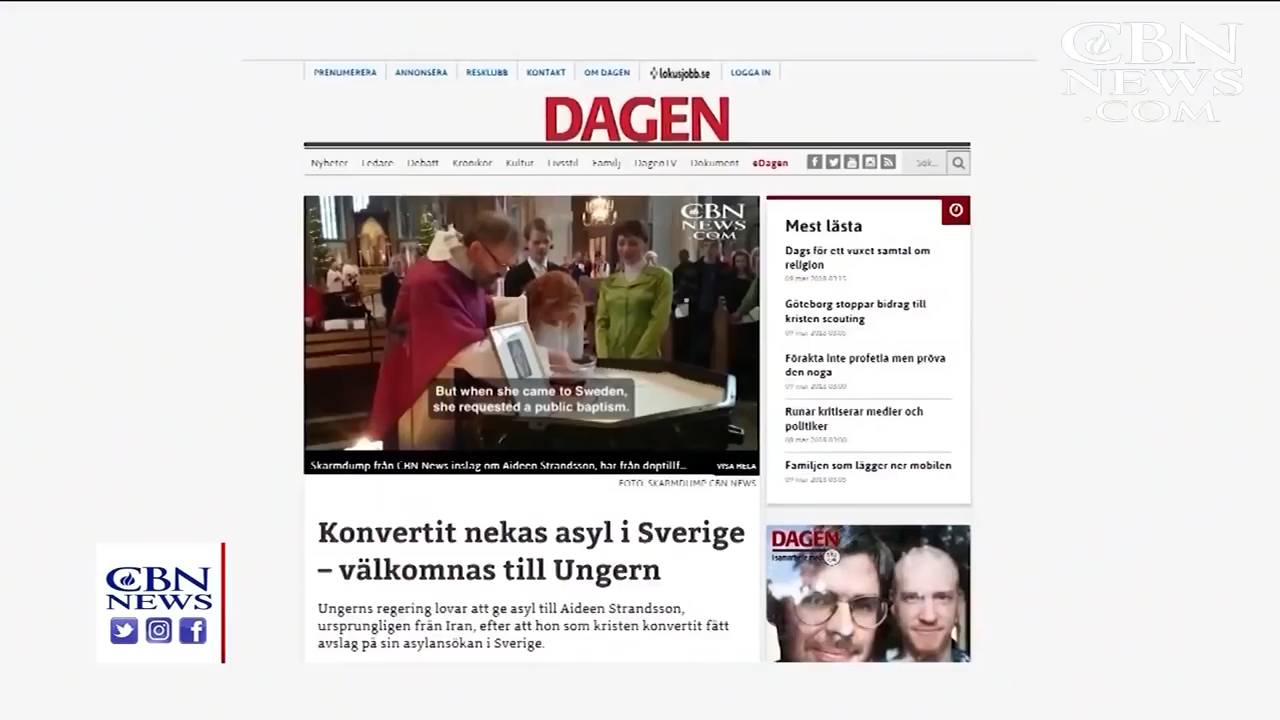 CBN
NEWS
.COM
PRENUMERERA ANNONSERA RESKLUBB KONTAKT OM DAGEN lokusjobb.se LOGGA IN
DAGEN
Nyheter Ledare Debatt Krönikor Kultur Livsstil Familj DagenTV Dokument eDagen Sök...
CBN
NEWS
.COM
But when she came to Sweden,
she requested a public baptism.
Skärmdump från CBN News inslag om Aideen Strandsson, här från doptillf... VISA HELA
FOTO: SKÄRMDUMP CBN NEWS
Konvertit nekas asyl i Sverige
– välkomnas till Ungern
Ungerns regering lovar att ge asyl till Aideen Strandsson,
ursprungligen från Iran, efter att hon som kristen konvertit fått
avslag på sin asylansökan i Sverige.
Mest lästa
Dags för ett vuxet samtal om
religion
Göteborg stoppar bidrag till
kristen scouting
Förakta inte profetia men pröva
den noga
Runar kritiserar medier och
politiker
Familjen som lägger ner mobilen
DAGEN
CBN
NEWS